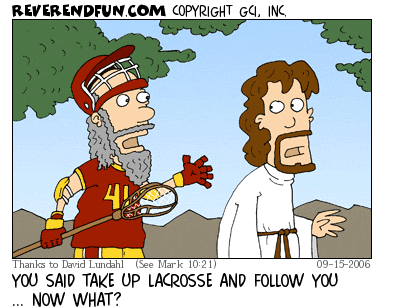 REVERENDFUN.COM COPYRIGHT GCI, INC.
41
Thanks to David Lundahl (See Mark 10:21) 09-15-2006
YOU SAID TAKE UP LACROSSE AND FOLLOW YOU
... NOW WHAT?